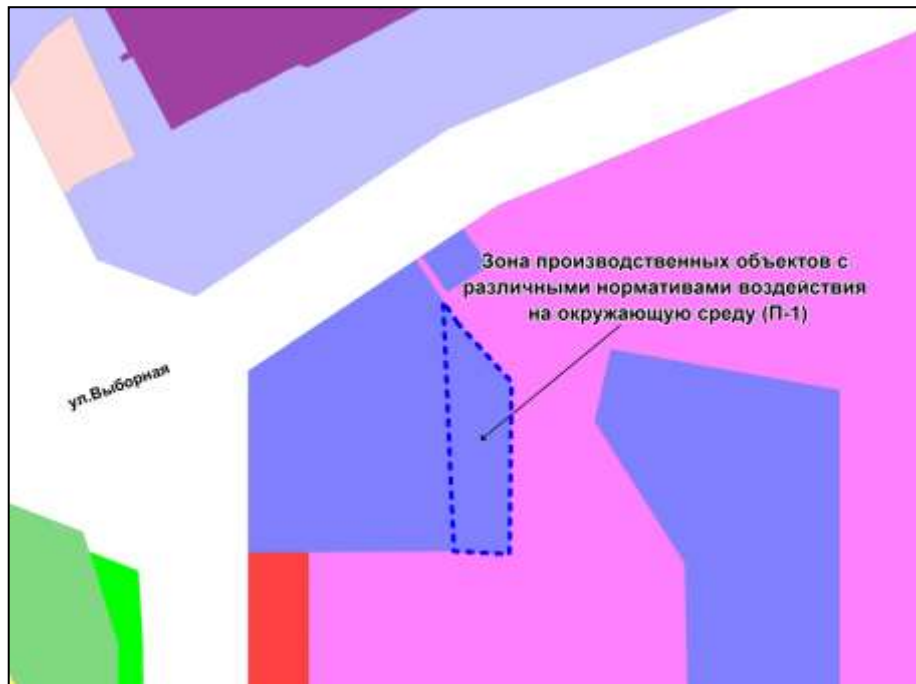 Зона производственных объектов с
различными нормативами воздействия
на окружающую среду (П-1)
ул.Выборная